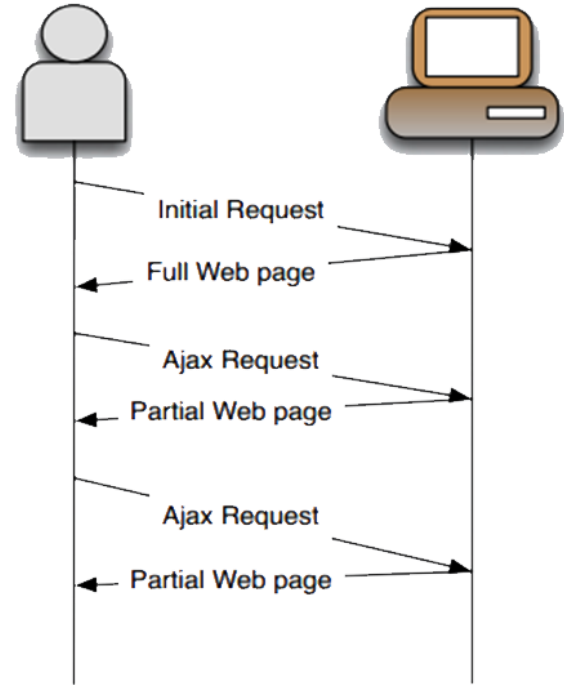 Initial Request
Full Web page
Ajax Request
Partial Web page
Ajax Request
Partial Web page